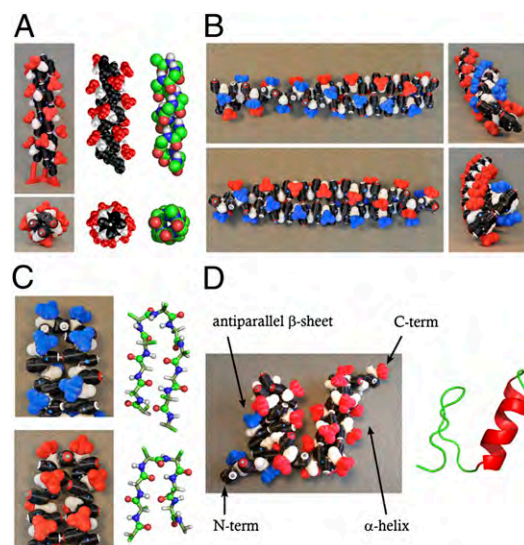 A
B
C
D
antiparallel β-sheet
C-term
N-term
α-helix